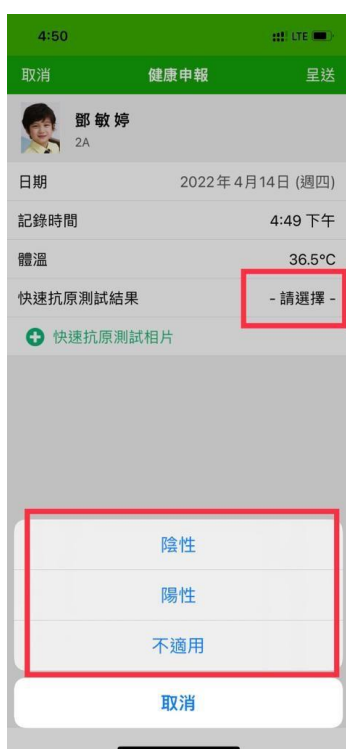 4:50 LTE
取消 健康申報 呈送
鄧敏婷
2A
日期 2022年4月14日 (週四)
記錄時間 4:49 下午
體溫 36.5°C
快速抗原測試結果 - 請選擇 -
快速抗原測試相片
陰性
陽性
不適用
取消